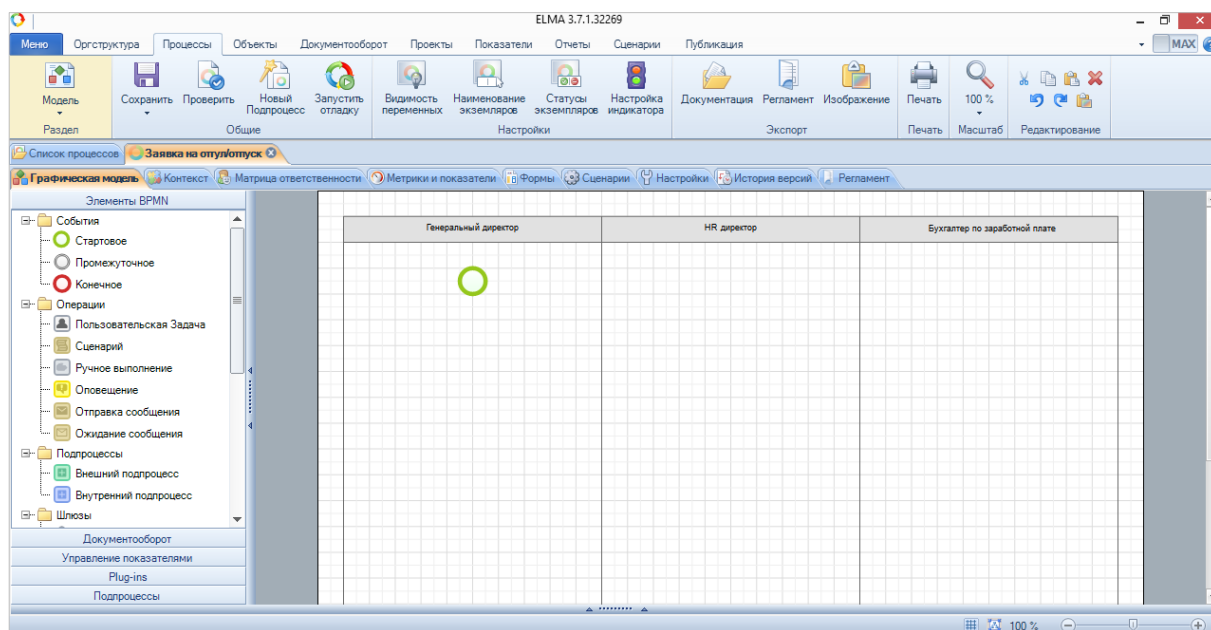 ELMA 3.7.1.32269
Меню Оргструктура Процессы Объекты Документооборот Проекты Показатели Отчеты Сценарии Публикация MAX
Модель Сохранить Проверить Новый Подпроцесс Запустить отладку Видимость переменных Наименование экземпляров Статусы экземпляров Настройка индикатора Документация Регламент Изображение Печать 100 %
Раздел Общие Настройки Экспорт Печать Масштаб Редактирование
Список процессов Заявка на отгул/отпуск
Графическая модель Контекст Матрица ответственности Метрики и показатели Формы Сценарии Настройки История версий Регламент
Элементы BPMN
События
Стартовое
Промежуточное
Конечное
Операции
Пользовательская Задача
Сценарий
Ручное выполнение
Оповещение
Отправка сообщения
Ожидание сообщения
Подпроцессы
Внешний подпроцесс
Внутренний подпроцесс
Шлюзы
Документооборот
Управление показателями
Plug-ins
Подпроцессы
Генеральный директор HR директор Бухгалтер по заработной плате
100 %